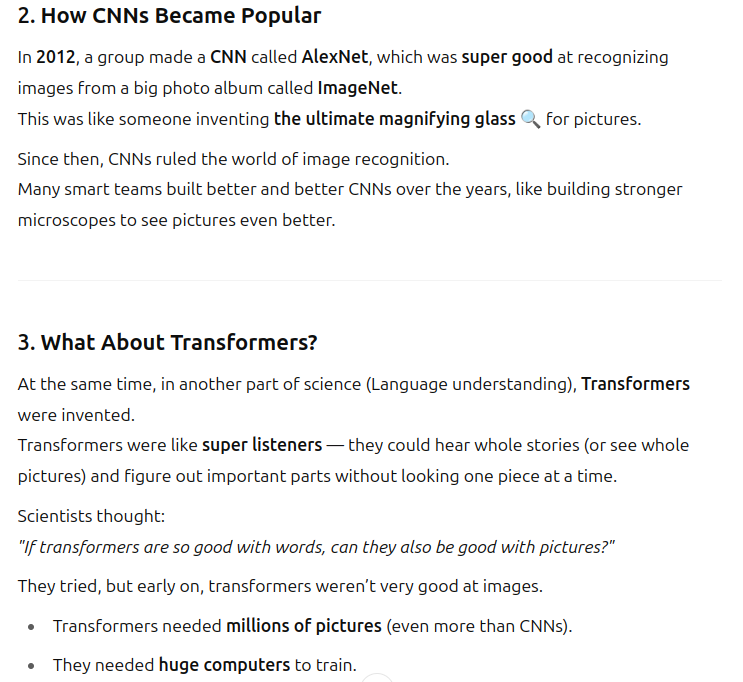 2. How CNNs Became Popular
In 2012, a group made a CNN called AlexNet, which was super good at recognizing
images from a big photo album called ImageNet.
This was like someone inventing the ultimate magnifying glass 🔍 for pictures.
Since then, CNNs ruled the world of image recognition.
Many smart teams built better and better CNNs over the years, like building stronger
microscopes to see pictures even better.
3. What About Transformers?
At the same time, in another part of science (Language understanding), Transformers
were invented.
Transformers were like super listeners — they could hear whole stories (or see whole
pictures) and figure out important parts without looking one piece at a time.
Scientists thought:
"If transformers are so good with words, can they also be good with pictures?"
They tried, but early on, transformers weren’t very good at images.
• Transformers needed millions of pictures (even more than CNNs).
• They needed huge computers to train.